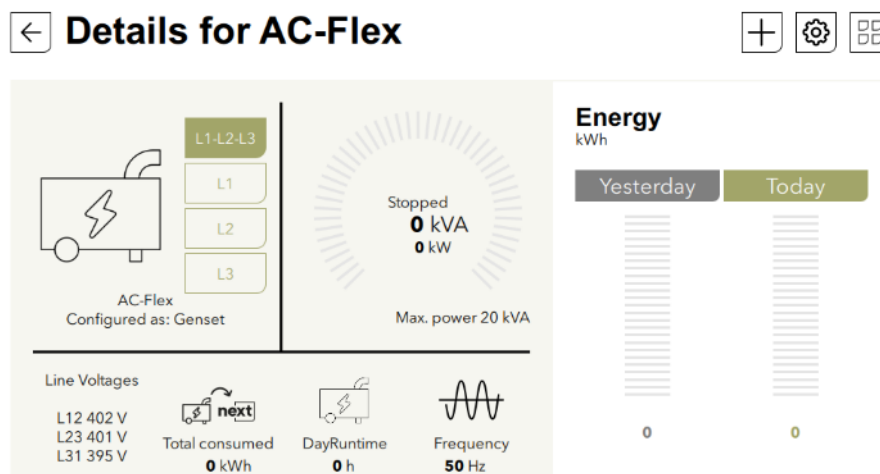 Details for AC-Flex
L1-L2-L3
L1
L2
L3
AC-Flex
Configured as: Genset
Stopped
0 kVA
0 kW
Max. power 20 kVA
Line Voltages
L12 402 V
L23 401 V
L31 395 V
next
Total consumed
0 kWh
DayRuntime
0 h
Frequency
50 Hz
Energy
kWh
Yesterday
Today
0
0